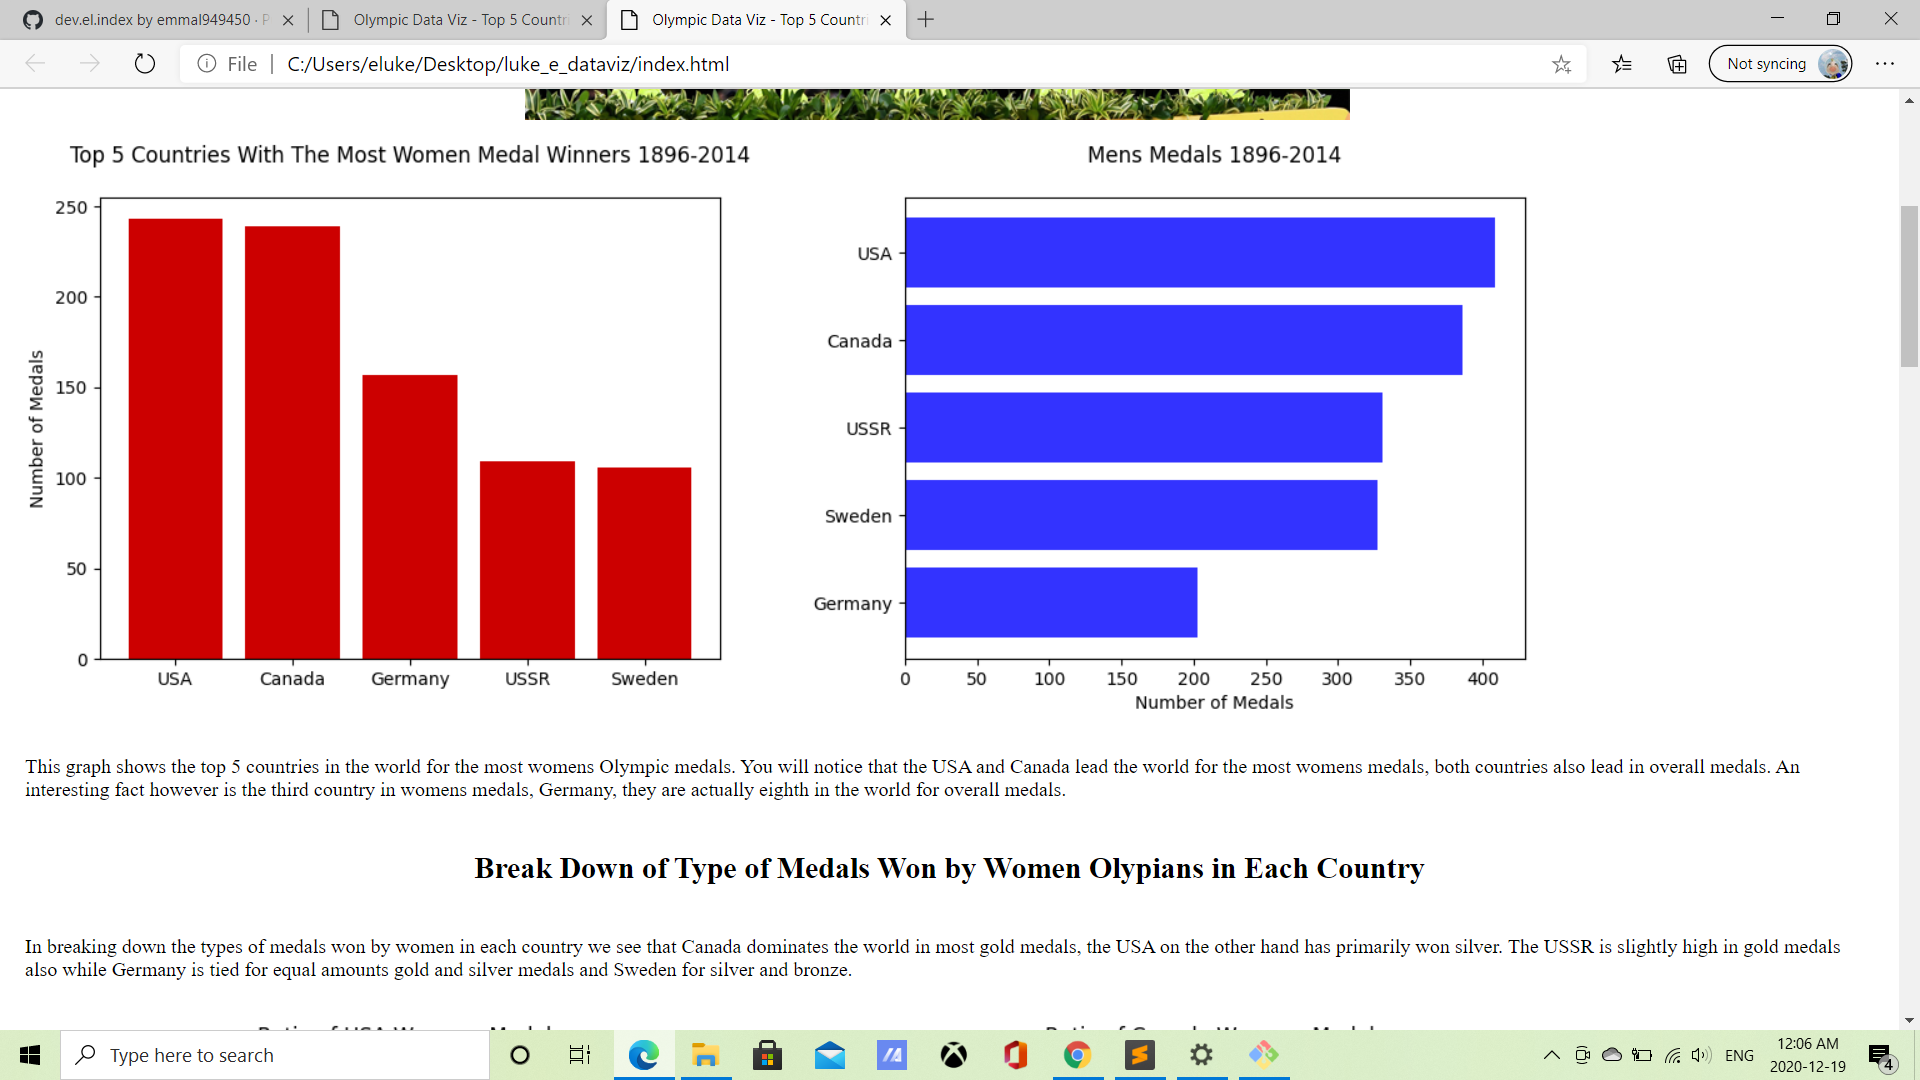 dev.el.index by emmal949450 · P
Olympic Data Viz - Top 5 Countri
Olympic Data Viz - Top 5 Countri
File
C:/Users/eluke/Desktop/luke_e_dataviz/index.html
Not syncing
Top 5 Countries With The Most Women Medal Winners 1896-2014
250
200
150
100
50
0
Number of Medals
USA Canada Germany USSR Sweden
Mens Medals 1896-2014
USA
Canada
USSR
Sweden
Germany
0 50 100 150 200 250 300 350 400
Number of Medals
This graph shows the top 5 countries in the world for the most womens Olympic medals. You will notice that the USA and Canada lead the world for the most womens medals, both countries also lead in overall medals. An
interesting fact however is the third country in womens medals, Germany, they are actually eighth in the world for overall medals.
Break Down of Type of Medals Won by Women Olypians in Each Country
In breaking down the types of medals won by women in each country we see that Canada dominates the world in most gold medals, the USA on the other hand has primarily won silver. The USSR is slightly high in gold medals
also while Germany is tied for equal amounts gold and silver medals and Sweden for silver and bronze.
Type here to search
ENG
12:06 AM
2020-12-19
4